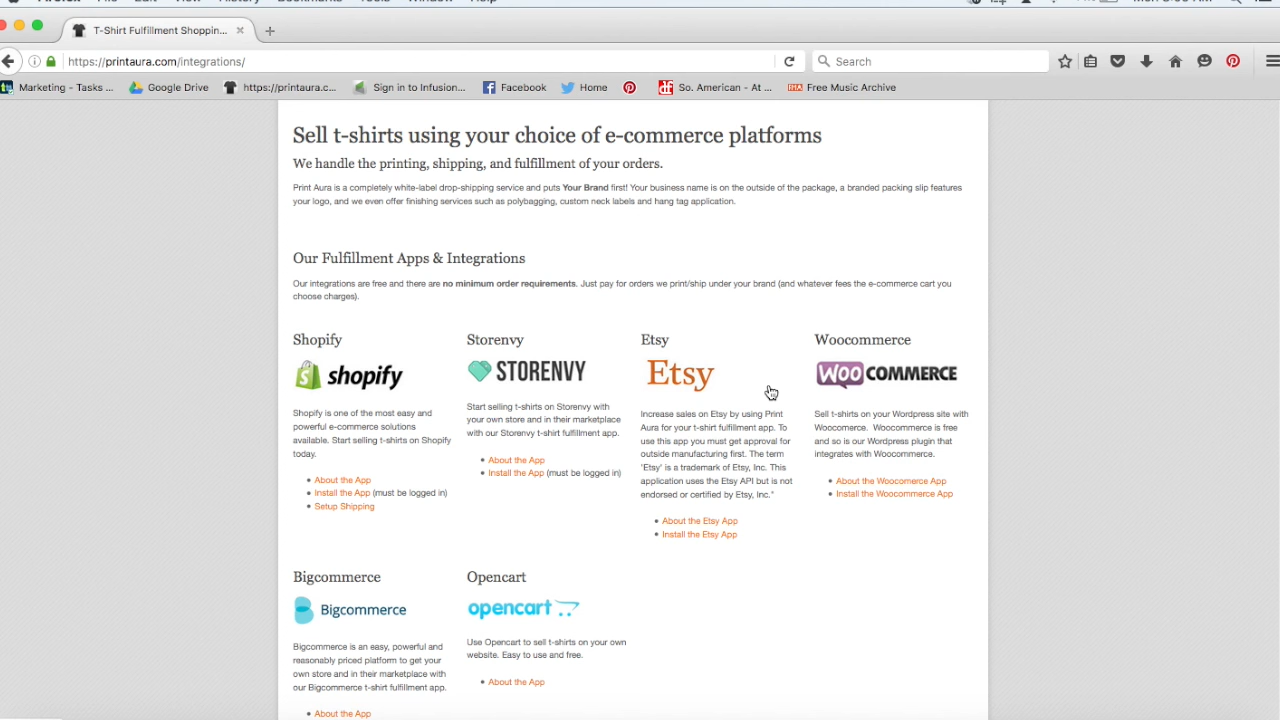 T-Shirt Fulfillment Shoppin...
https://printaura.com/integrations/
Search
Marketing - Tasks ...
Google Drive
https://printaura.c...
Sign in to Infusion...
Facebook
Home
So. American - At ...
Free Music Archive
Sell t-shirts using your choice of e-commerce platforms
We handle the printing, shipping, and fulfillment of your orders.
Print Aura is a completely white-label drop-shipping service and puts Your Brand first! Your business name is on the outside of the package, a branded packing slip features
your logo, and we even offer finishing services such as polybagging, custom neck labels and hang tag application.
Our Fulfillment Apps & Integrations
Our integrations are free and there are no minimum order requirements. Just pay for orders we print/ship under your brand (and whatever fees the e-commerce cart you
choose charges).
Shopify
shopify
Shopify is one of the most easy and
powerful e-commerce solutions
available. Start selling t-shirts on Shopify
today.
About the App
Install the App (must be logged in)
Setup Shipping
Storenvy
STORENVY
Start selling t-shirts on Storenvy with
your own store and in their marketplace
with our Storenvy t-shirt fulfillment app.
About the App
Install the App (must be logged in)
Etsy
Etsy
Increase sales on Etsy by using Print
Aura for your t-shirt fulfillment app. To
use this app you must get approval for
outside manufacturing first. The term
'Etsy' is a trademark of Etsy, Inc. This
application uses the Etsy API but is not
endorsed or certified by Etsy, Inc."
About the Etsy App
Install the Etsy App
Woocommerce
WOO COMMERCE
Sell t-shirts on your Wordpress site with
Woocomerce. Woocommerce is free
and so is our Wordpress plugin that
integrates with Woocommerce.
About the Woocomerce App
Install the Woocommerce App
Bigcommerce
Bigcommerce
Bigcommerce is an easy, powerful and
reasonably priced platform to get your
own store and in their marketplace with
our Bigcommerce t-shirt fulfillment app.
About the App
Opencart
opencart
Use Opencart to sell t-shirts on your own
website. Easy to use and free.
About the App